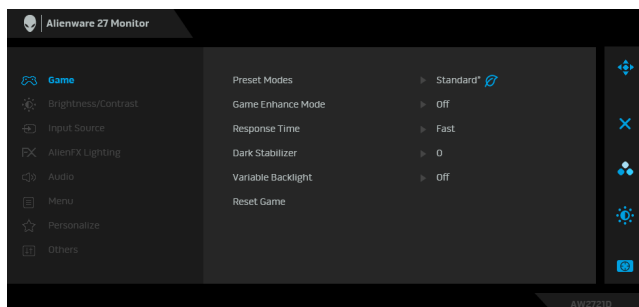 Alienware 27 Monitor
Game
Brightness/Contrast
Input Source
AlienFX Lighting
Audio
Menu
Personalize
Others
Preset Modes Standard*
Game Enhance Mode Off
Response Time Fast
Dark Stabilizer 0
Variable Backlight Off
Reset Game
AW2721D